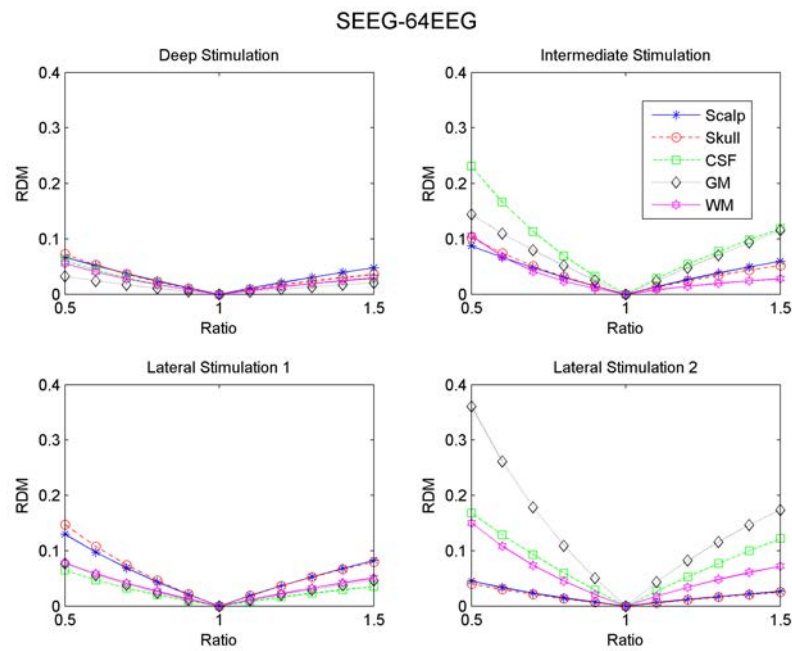 SEEG-64EEG
Deep Stimulation
0.4
0.3
0.2
0.1
0
RDM
0.5
1
1.5
Ratio
Intermediate Stimulation
0.4
0.3
0.2
0.1
0
RDM
0.5
1
1.5
Ratio
Scalp
Skull
CSF
GM
WM
Lateral Stimulation 1
0.4
0.3
0.2
0.1
0
RDM
0.5
1
1.5
Ratio
Lateral Stimulation 2
0.4
0.3
0.2
0.1
0
RDM
0.5
1
1.5
Ratio